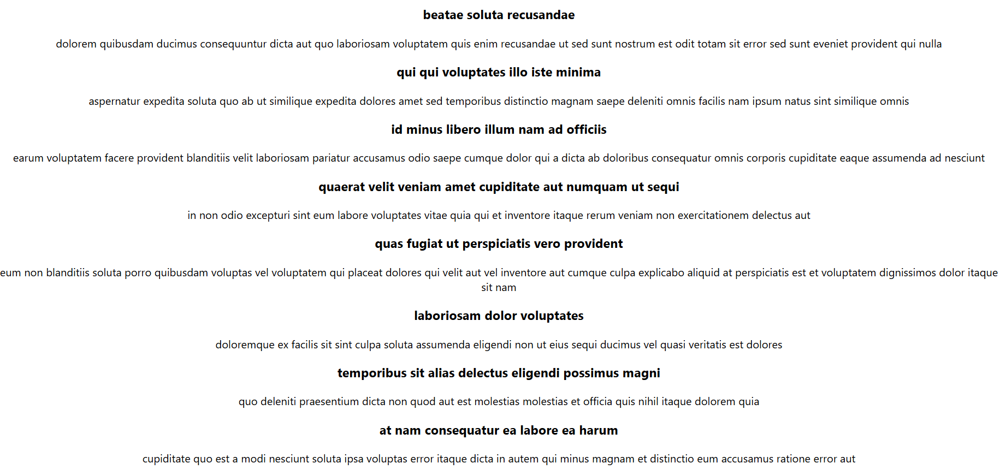 beatae soluta recusandae
dolorem quibusdam ducimus consequuntur dicta aut quo laboriosam voluptatem quis enim recusandae ut sed sunt nostrum est odit totam sit error sed sunt eveniet provident qui nulla
qui qui voluptates illo iste minima
aspernatur expedita soluta quo ab ut similique expedita dolores amet sed temporibus distinctio magnam saepe deleniti omnis facilis nam ipsum natus sint similique omnis
id minus libero illum nam ad officiis
earum voluptatem facere provident blanditiis velit laboriosam pariatur accusamus odio saepe cumque dolor qui a dicta ab doloribus consequatur omnis corporis cupiditate eaque assumenda ad nesciunt
quaerat velit veniam amet cupiditate aut numquam ut sequi
in non odio excepturi sint eum labore voluptates vitae quia qui et inventore itaque rerum veniam non exercitationem delectus aut
quas fugiat ut perspiciatis vero provident
eum non blanditiis soluta porro quibusdam voluptas vel voluptatem qui placeat dolores qui velit aut vel inventore aut cumque culpa explicabo aliquid at perspiciatis est et voluptatem dignissimos dolor itaque
sit nam
laboriosam dolor voluptates
doloremque ex facilis sit sint culpa soluta assumenda eligendi non ut eius sequi ducimus vel quasi veritatis est dolores
temporibus sit alias delectus eligendi possimus magni
quo deleniti praesentium dicta non quod aut est molestias molestias et officia quis nihil itaque dolorem quia
at nam consequatur ea labore ea harum
cupiditate quo est a modi nesciunt soluta ipsa voluptas error itaque dicta in autem qui minus magnam et distinctio eum accusamus ratione error aut